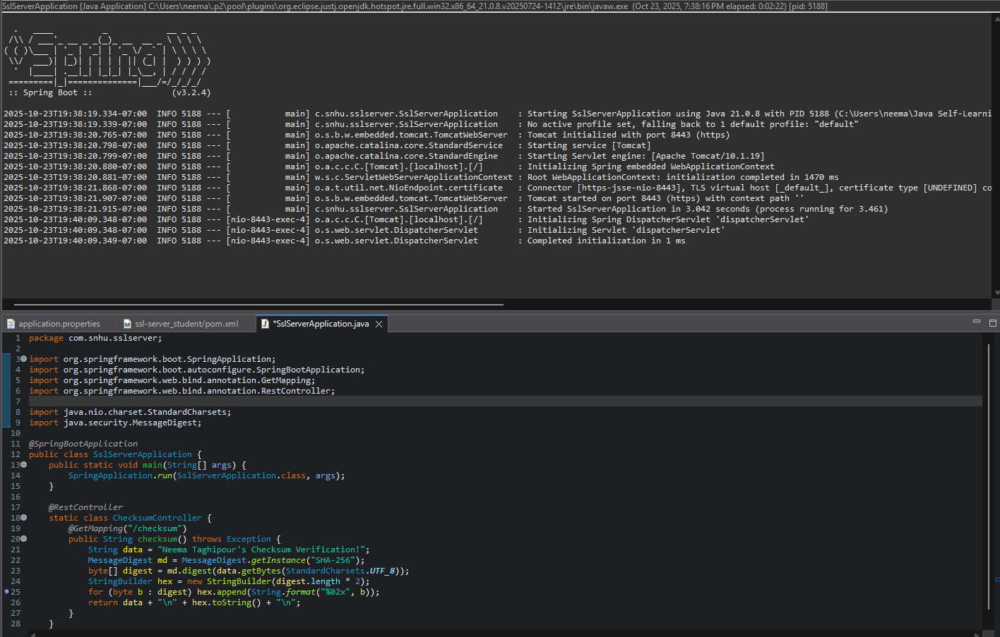 SslServerApplication [Java Application] C:\Users\neema\.p2\pool\plugins\org.eclipse.justj.openjdk.hotspot.jre.full.win32.x86_64_21.0.8.v20250724-1412\jre\bin\javaw.exe  (Oct 23, 2025, 7:38:16 PM elapsed: 0:02:22) [pid: 5188]
  .   ____          _            __ _ _
 /\\ / ___'_ __ _ _(_)_ __  __ _ \ \ \ \
( ( )\___ | '_ | '_| | '_ \/ _` | \ \ \ \
 \\/  ___)| |_)| | | | | || (_| |  ) ) ) )
  '  |____| .__|_| |_|_| |_\__, | / / / /
 =========|_|==============|___/=/_/_/_/
 :: Spring Boot ::                (v3.2.4)
2025-10-23T19:38:19.334-07:00  INFO 5188 --- [           main] c.snhu.sslserver.SslServerApplication    : Starting SslServerApplication using Java 21.0.8 with PID 5188 (C:\Users\neema\Java Self-Learni
2025-10-23T19:38:19.339-07:00  INFO 5188 --- [           main] c.snhu.sslserver.SslServerApplication    : No active profile set, falling back to 1 default profile: "default"
2025-10-23T19:38:20.765-07:00  INFO 5188 --- [           main] o.s.b.w.embedded.tomcat.TomcatWebServer  : Tomcat initialized with port 8443 (https)
2025-10-23T19:38:20.798-07:00  INFO 5188 --- [           main] o.apache.catalina.core.StandardService   : Starting service [Tomcat]
2025-10-23T19:38:20.799-07:00  INFO 5188 --- [           main] o.apache.catalina.core.StandardEngine    : Starting Servlet engine: [Apache Tomcat/10.1.19]
2025-10-23T19:38:20.880-07:00  INFO 5188 --- [           main] o.a.c.c.C.[Tomcat].[localhost].[/]       : Initializing Spring embedded WebApplicationContext
2025-10-23T19:38:20.881-07:00  INFO 5188 --- [           main] w.s.c.ServletWebServerApplicationContext : Root WebApplicationContext: initialization completed in 1470 ms
2025-10-23T19:38:21.868-07:00  INFO 5188 --- [           main] o.a.t.util.net.NioEndpoint.certificate   : Connector [https-jsse-nio-8443], TLS virtual host [_default_], certificate type [UNDEFINED] co
2025-10-23T19:38:21.907-07:00  INFO 5188 --- [           main] o.s.b.w.embedded.tomcat.TomcatWebServer  : Tomcat started on port 8443 (https) with context path ''
2025-10-23T19:38:21.915-07:00  INFO 5188 --- [           main] c.snhu.sslserver.SslServerApplication    : Started SslServerApplication in 3.042 seconds (process running for 3.461)
2025-10-23T19:40:09.348-07:00  INFO 5188 --- [nio-8443-exec-4] o.a.c.c.C.[Tomcat].[localhost].[/]       : Initializing Spring DispatcherServlet 'dispatcherServlet'
2025-10-23T19:40:09.348-07:00  INFO 5188 --- [nio-8443-exec-4] o.s.web.servlet.DispatcherServlet        : Initializing Servlet 'dispatcherServlet'
2025-10-23T19:40:09.349-07:00  INFO 5188 --- [nio-8443-exec-4] o.s.web.servlet.DispatcherServlet        : Completed initialization in 1 ms
application.properties   ssl-server_student/pom.xml   *SslServerApplication.java
1 package com.snhu.sslserver;
2
3 import org.springframework.boot.SpringApplication;
4 import org.springframework.boot.autoconfigure.SpringBootApplication;
5 import org.springframework.web.bind.annotation.GetMapping;
6 import org.springframework.web.bind.annotation.RestController;
7
8 import java.nio.charset.StandardCharsets;
9 import java.security.MessageDigest;
10
11 @SpringBootApplication
12 public class SslServerApplication {
13     public static void main(String[] args) {
14         SpringApplication.run(SslServerApplication.class, args);
15     }
16
17     @RestController
18     static class ChecksumController {
19         @GetMapping("/checksum")
20         public String checksum() throws Exception {
21             String data = "Neema Taghipour's Checksum Verification!";
22             MessageDigest md = MessageDigest.getInstance("SHA-256");
23             byte[] digest = md.digest(data.getBytes(StandardCharsets.UTF_8));
24             StringBuilder hex = new StringBuilder(digest.length * 2);
25             for (byte b : digest) hex.append(String.format("%02x", b));
26             return data + "\n" + hex.toString() + "\n";
27         }
28     }